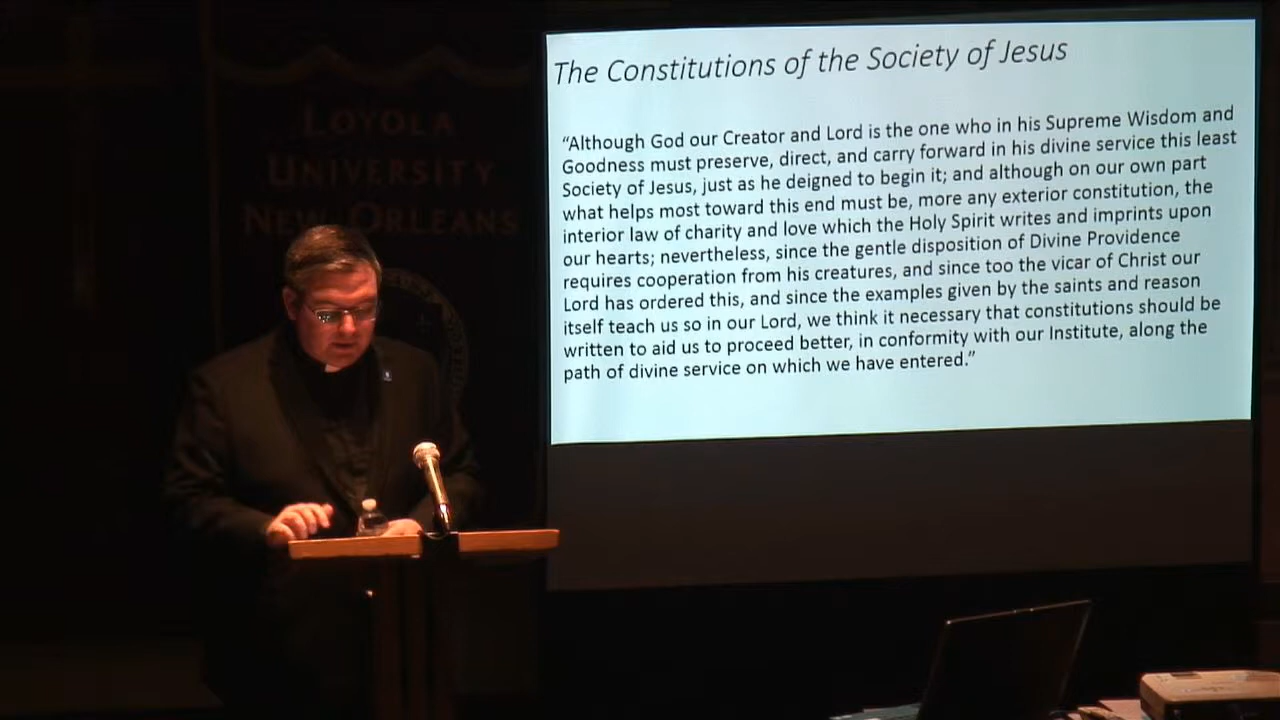 LOYOLA
UNIVERSITY
NEW ORLEANS
The Constitutions of the Society of Jesus
“Although God our Creator and Lord is the one who in his Supreme Wisdom and
Goodness must preserve, direct, and carry forward in his divine service this least
Society of Jesus, just as he deigned to begin it; and although on our own part
what helps most toward this end must be, more any exterior constitution, the
interior law of charity and love which the Holy Spirit writes and imprints upon
our hearts; nevertheless, since the gentle disposition of Divine Providence
requires cooperation from his creatures, and since too the vicar of Christ our
Lord has ordered this, and since the examples given by the saints and reason
itself teach us so in our Lord, we think it necessary that constitutions should be
written to aid us to proceed better, in conformity with our Institute, along the
path of divine service on which we have entered.”